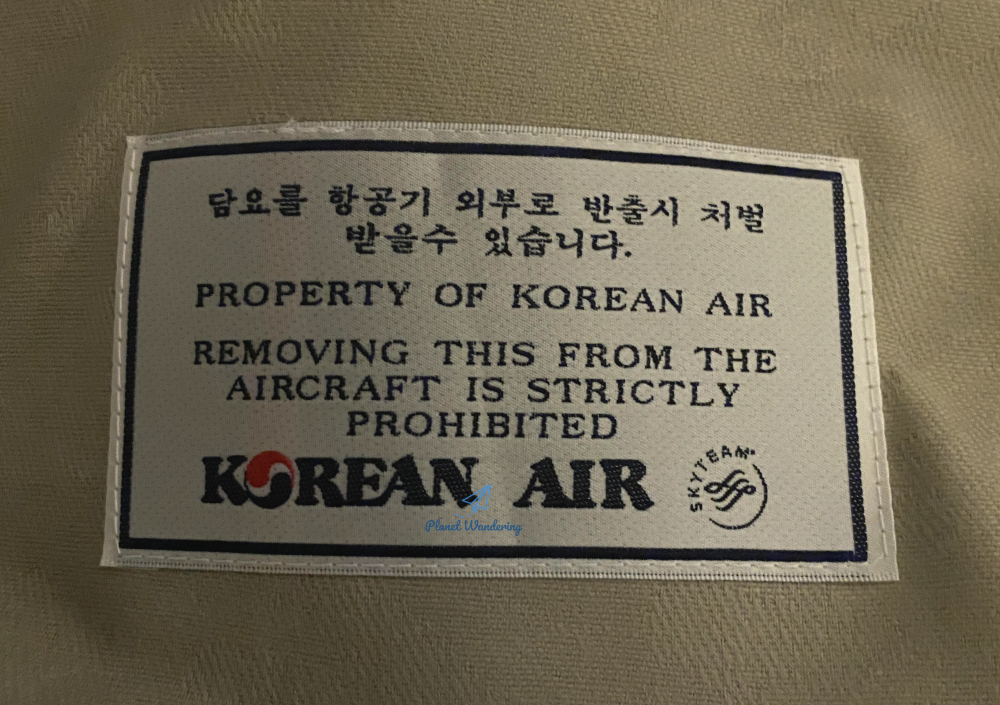 담요를 항공기 외부로 반출시 처벌
받을수 있습니다.
PROPERTY OF KOREAN AIR
REMOVING THIS FROM THE
AIRCRAFT IS STRICTLY
PROHIBITED
KOREAN AIR
SKYTEAM
Planet Wandering